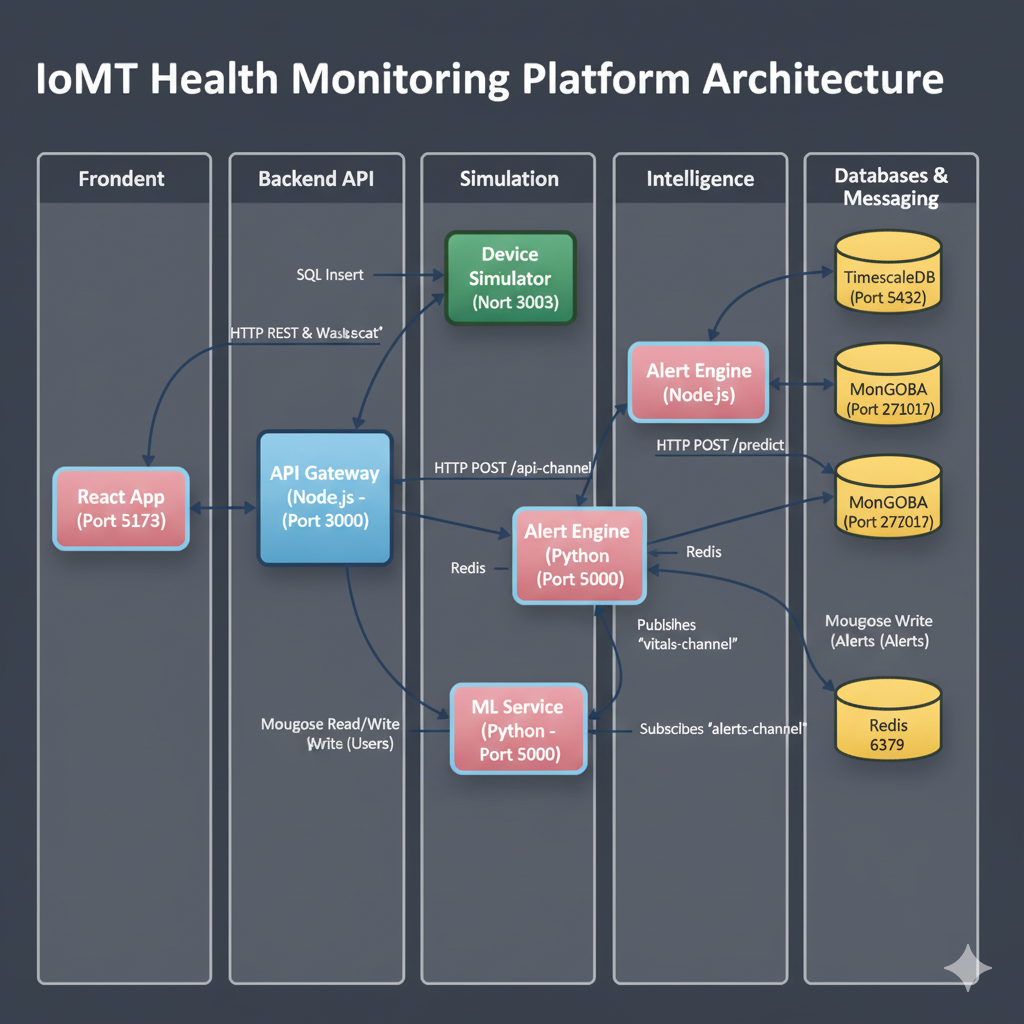 IoMT Health Monitoring Platform Architecture
Frondent
Backend API
Simulation
Intelligence
Databases &
Messaging
SQL Insert
Device
Simulator
(Nort 3003)
TimescaleDB
(Port 5432)
HTTP REST &
Alert Engine
(Node js)
MonGOBA
(Port 271017)
HTTP POST /predict
API Gateway
(Node.js -
(Port 3000)
HTTP POST /api-channel
React App
(Port 5173)
MonGOBA
(Port 277017)
Alert Engine
(Python
(Port 5000)
Redis
Redis
Publsihes
"vitals-channel"
Mougose Write
(Alerts (Alerts)
ML Service
(Python -
Port 5000)
Mougose Read/Wite
Write (Users)
Subscibes "alerts-channel"
Redis
6379